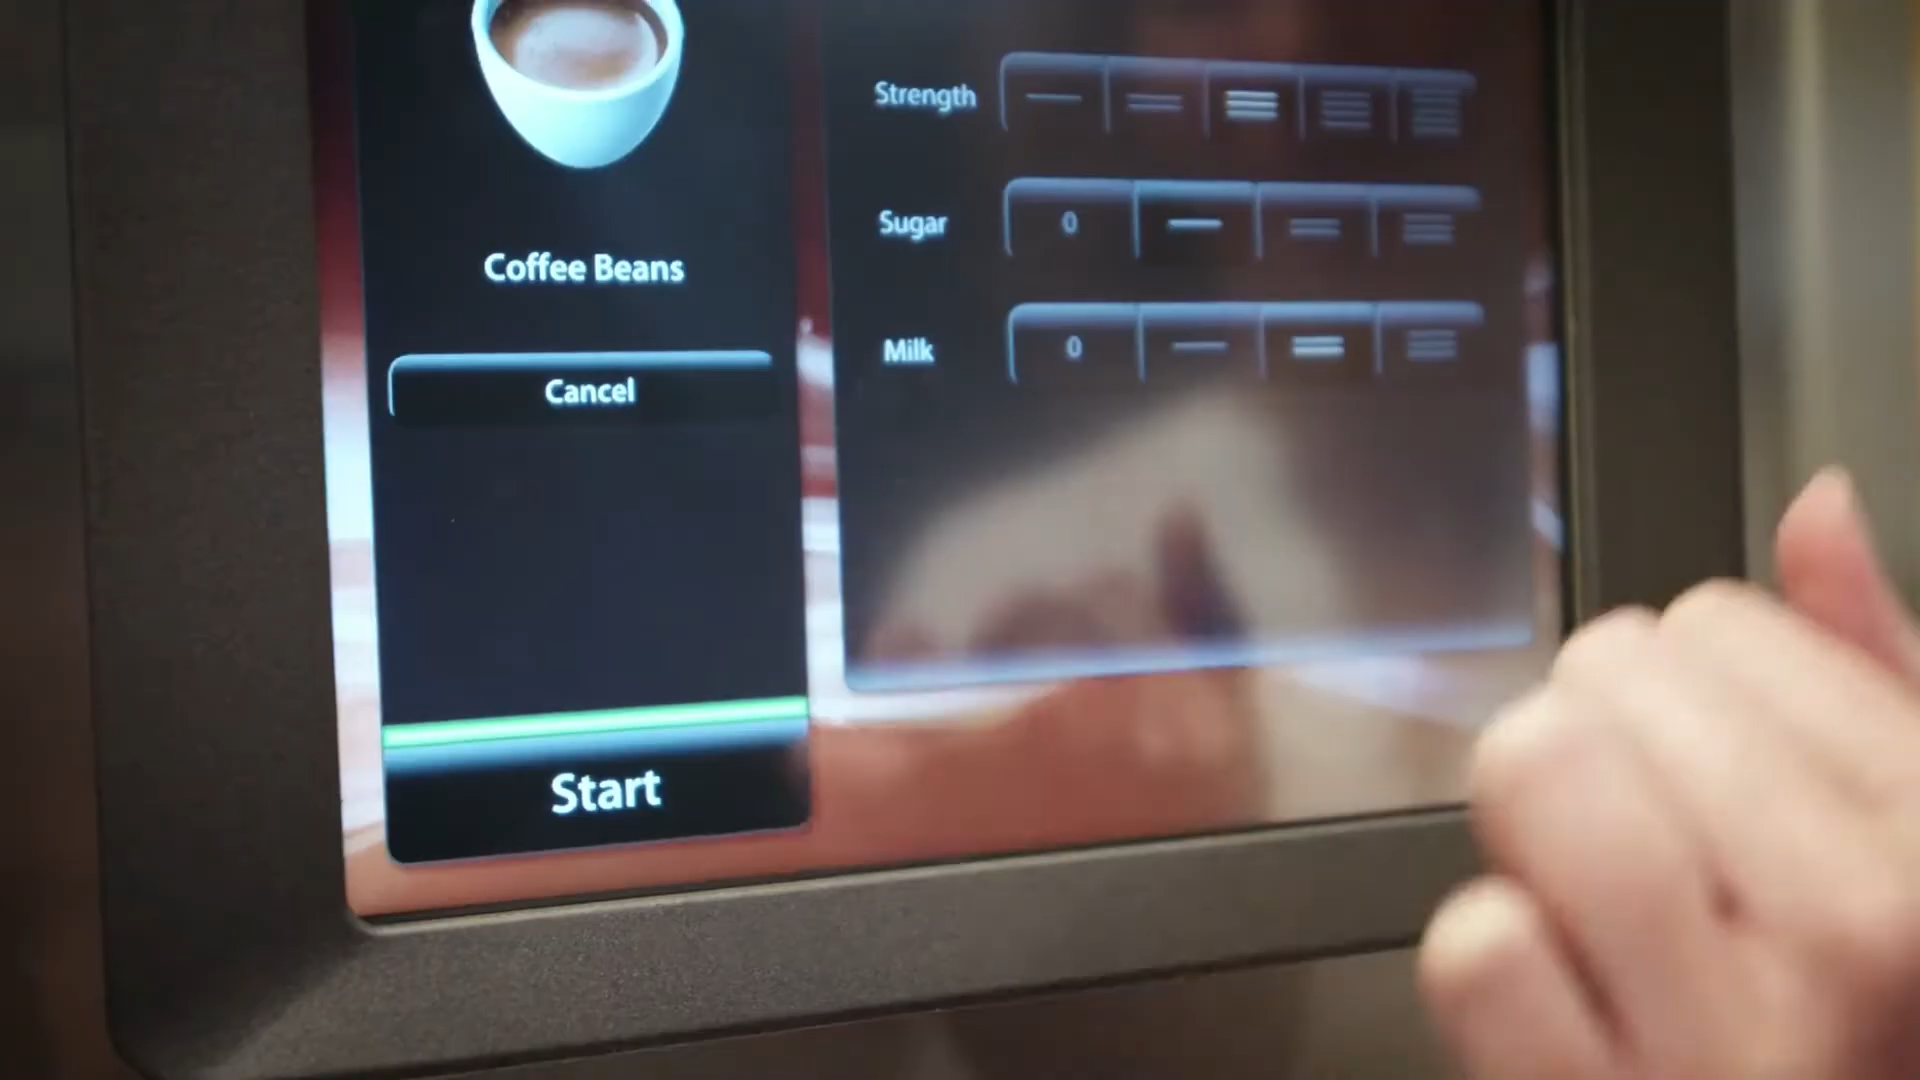 Coffee Beans
Cancel
Start
Strength
Sugar 0
Milk 0